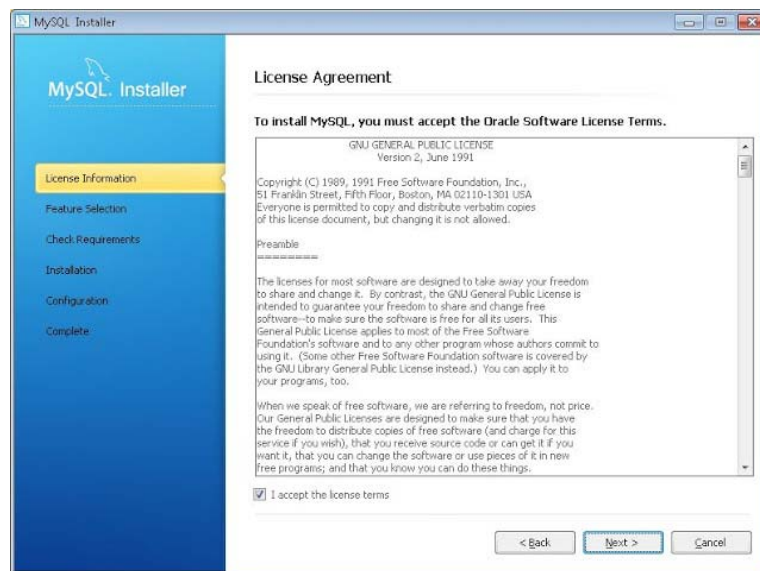 MySQL Installer
MySQL. Installer
License Information
Feature Selection
Check Requirements
Installation
Configuration
Complete
License Agreement
To install MySQL, you must accept the Oracle Software License Terms.
GNU GENERAL PUBLIC LICENSE
Version 2, June 1991
Copyright (C) 1989, 1991 Free Software Foundation, Inc.,
51 Franklin Street, Fifth Floor, Boston, MA 02110-1301 USA
Everyone is permitted to copy and distribute verbatim copies
of this license document, but changing it is not allowed.
Preamble
========
The licenses for most software are designed to take away your freedom
to share and change it. By contrast, the GNU General Public License is
intended to guarantee your freedom to share and change free
software--to make sure the software is free for all its users. This
General Public License applies to most of the Free Software
Foundation's software and to any other program whose authors commit to
using it. (Some other Free Software Foundation software is covered by
the GNU Library General Public License instead.) You can apply it to
your programs, too.
When we speak of free software, we are referring to freedom, not price.
Our General Public Licenses are designed to make sure that you have
the freedom to distribute copies of free software (and charge for this
service if you wish), that you receive source code or can get it if you
want it, that you can change the software or use pieces of it in new
free programs; and that you know you can do these things.
I accept the license terms
< Back
Next >
Cancel